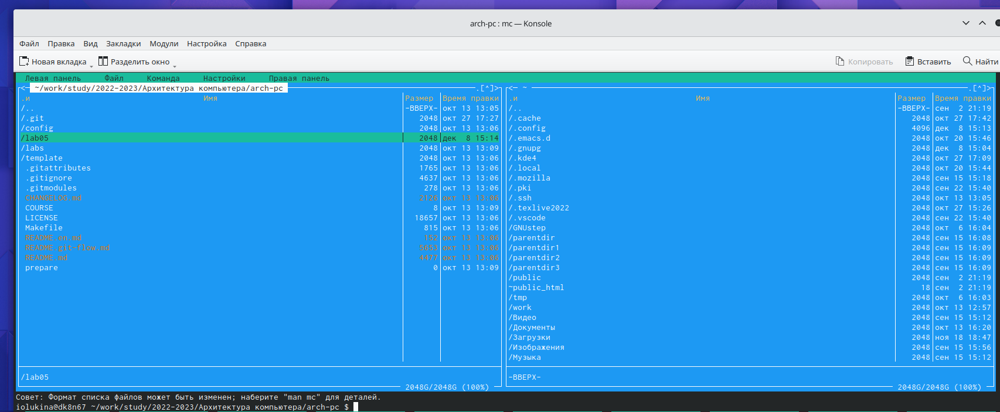 arch-pc : mc — Konsole
Файл Правка Вид Закладки Модули Настройка Справка
Новая вкладка Разделить окно Копировать Вставить Найти
Левая панель Файл Команда Настройки Правая панель
<─ ~/work/study/2022-2023/Архитектура компьютера/arch-pc .[^]>
.и Имя Размер Время правки
/.. -ВВЕРХ- окт 13 13:05
/.git 2048 окт 27 17:27
/config 2048 окт 13 13:06
/lab05 2048 дек 8 15:14
/labs 2048 окт 13 13:09
/template 2048 окт 13 13:06
.gitattributes 1765 окт 13 13:06
.gitignore 4637 окт 13 13:06
.gitmodules 278 окт 13 13:06
CHANGELOG.md 2126 окт 13 13:06
COURSE 8 окт 13 13:09
LICENSE 18657 окт 13 13:06
Makefile 815 окт 13 13:06
README.en.md 152 окт 13 13:06
README.git-flow.md 5653 окт 13 13:06
README.md 4477 окт 13 13:06
prepare 0 окт 13 13:09
/lab05
2048G/2048G (100%)
<─ ~ .[^]>
.и Имя Размер Время правки
/.. -ВВЕРХ- сен 2 21:19
/.cache 2048 окт 27 17:42
/.config 4096 дек 8 15:13
/.emacs.d 2048 окт 20 15:46
/.gnupg 2048 дек 8 15:04
/.kde4 2048 окт 27 17:09
/.local 2048 окт 20 15:44
/.mozilla 2048 сен 15 15:18
/.pki 2048 сен 22 15:40
/.ssh 2048 окт 13 13:05
/.texlive2022 2048 окт 27 15:26
/.vscode 2048 сен 22 15:40
/GNUstep 2048 окт 6 16:04
/parentdir 2048 сен 15 16:08
/parentdir1 2048 сен 15 16:09
/parentdir2 2048 сен 15 16:09
/parentdir3 2048 сен 15 16:09
/public 2048 сен 2 21:19
~public_html 18 сен 2 21:19
/tmp 2048 окт 6 16:03
/work 2048 окт 13 12:57
/Видео 2048 сен 15 15:12
/Документы 2048 окт 13 16:20
/Загрузки 2048 ноя 18 18:47
/Изображения 2048 сен 15 15:56
/Музыка 2048 сен 15 15:12
-ВВЕРХ-
2048G/2048G (100%)
Совет: Формат списка файлов может быть изменен; наберите "man mc" для деталей.
iolukina@dk8n67 ~/work/study/2022-2023/Архитектура компьютера/arch-pc $